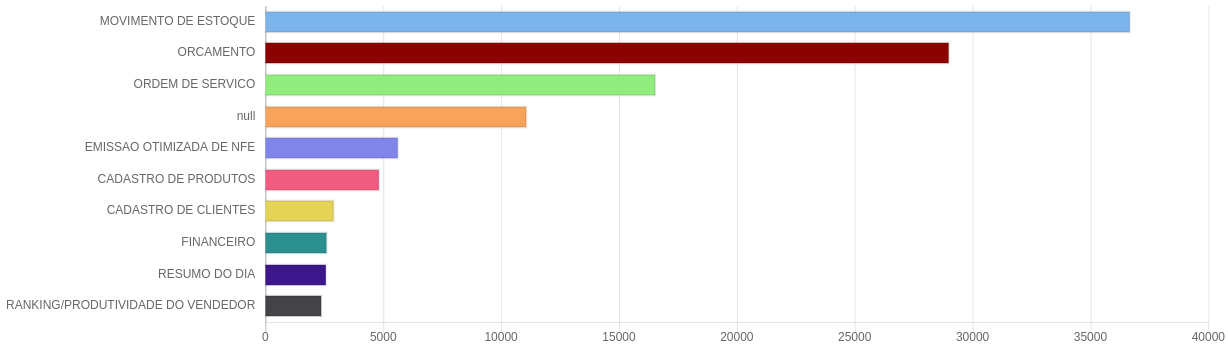 MOVIMENTO DE ESTOQUE
ORCAMENTO
ORDEM DE SERVICO
null
EMISSAO OTIMIZADA DE NFE
CADASTRO DE PRODUTOS
CADASTRO DE CLIENTES
FINANCEIRO
RESUMO DO DIA
RANKING/PRODUTIVIDADE DO VENDEDOR
0 5000 10000 15000 20000 25000 30000 35000 40000